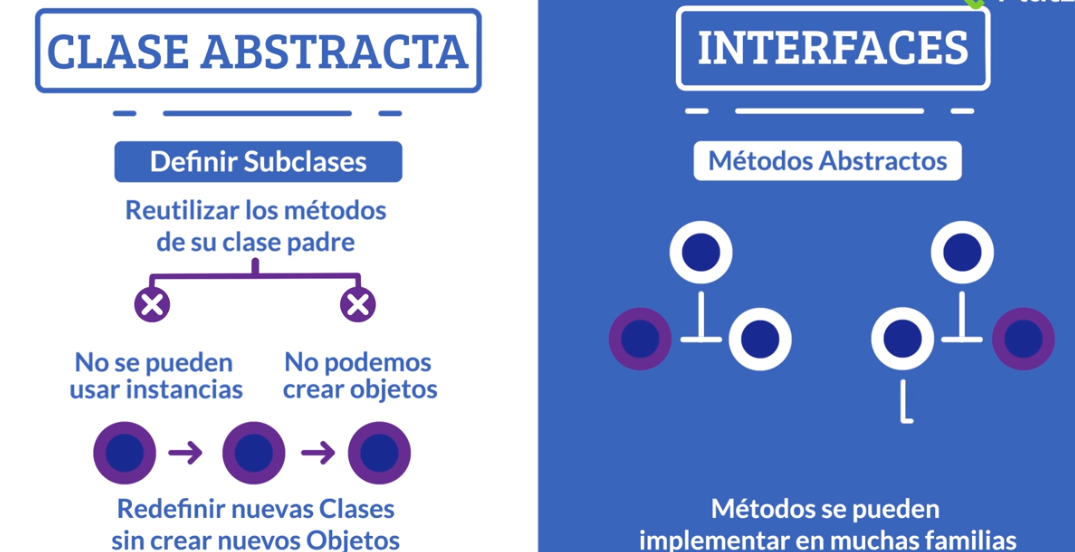 CLASE ABSTRACTA
Definir Subclases
Reutilizar los métodos
de su clase padre
No se pueden
usar instancias
No podemos
crear objetos
Redefinir nuevas Clases
sin crear nuevos Objetos
INTERFACES
Métodos Abstractos
Métodos se pueden
implementar en muchas familias